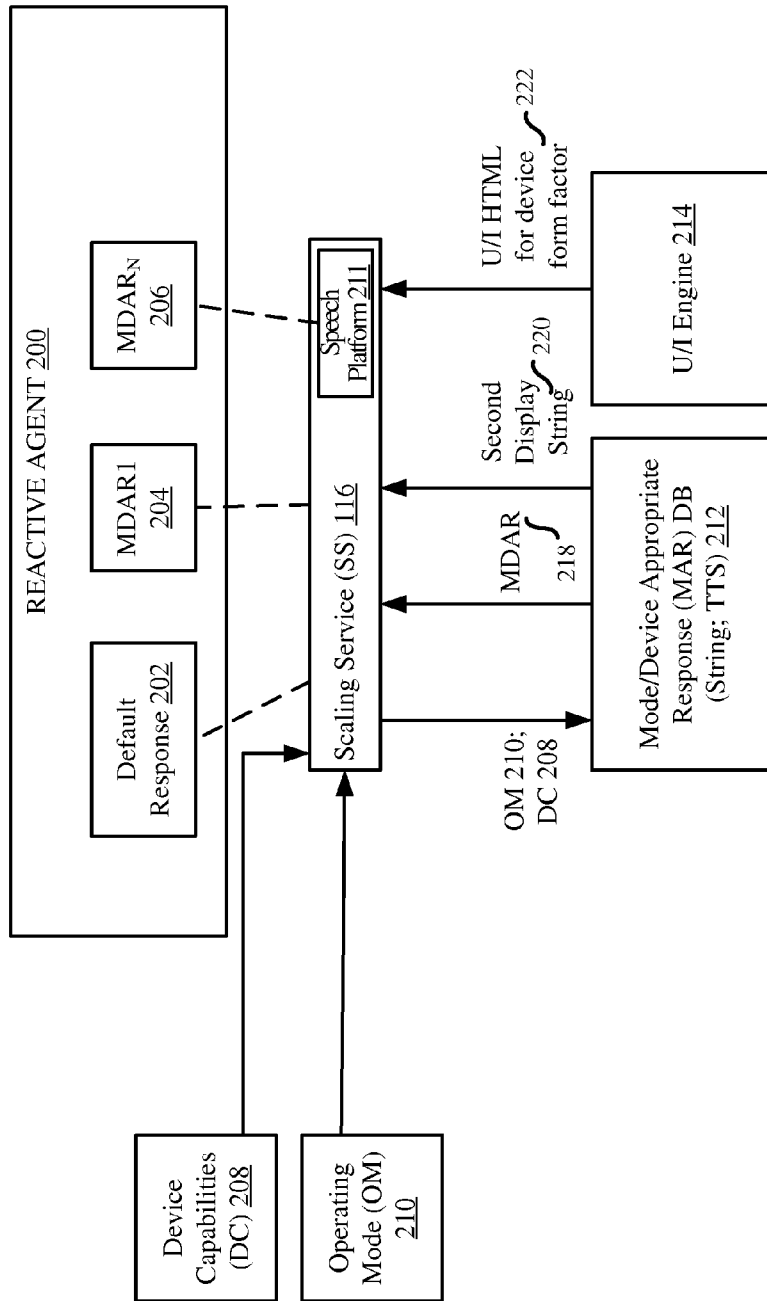 REACTIVE AGENT 200
Default
Response 202
MDAR1
204
MDARN
206
Device
Capabilities
(DC) 208
Operating
Mode (OM)
210
Scaling Service (SS) 116
Speech
Platform 211
OM 210;
DC 208
MDAR
218
Second
Display
String
220
U/I HTML
for device
form factor
222
Mode/Device Appropriate
Response (MAR) DB
(String; TTS) 212
U/I Engine 214